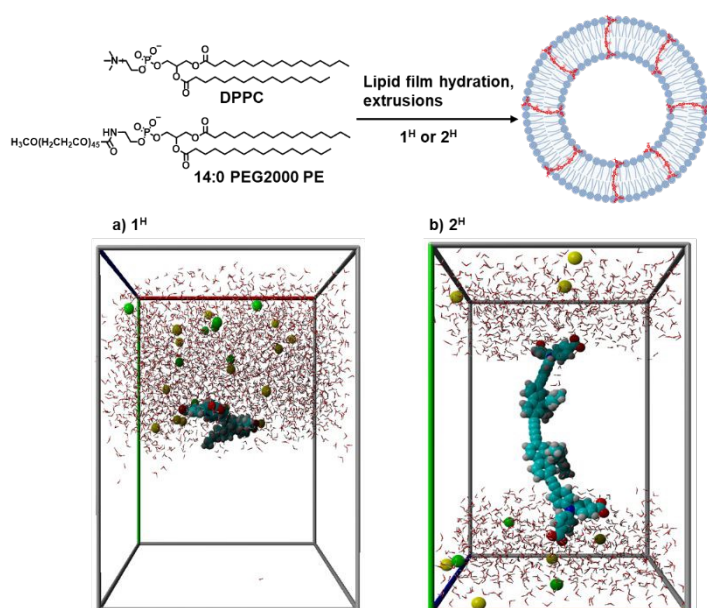 DPPC
H₃CO(H₂CH₂CO)₄₅
14:0 PEG2000 PE
Lipid film hydration,
extrusions
1ᴴ or 2ᴴ
a) 1ᴴ
b) 2ᴴ